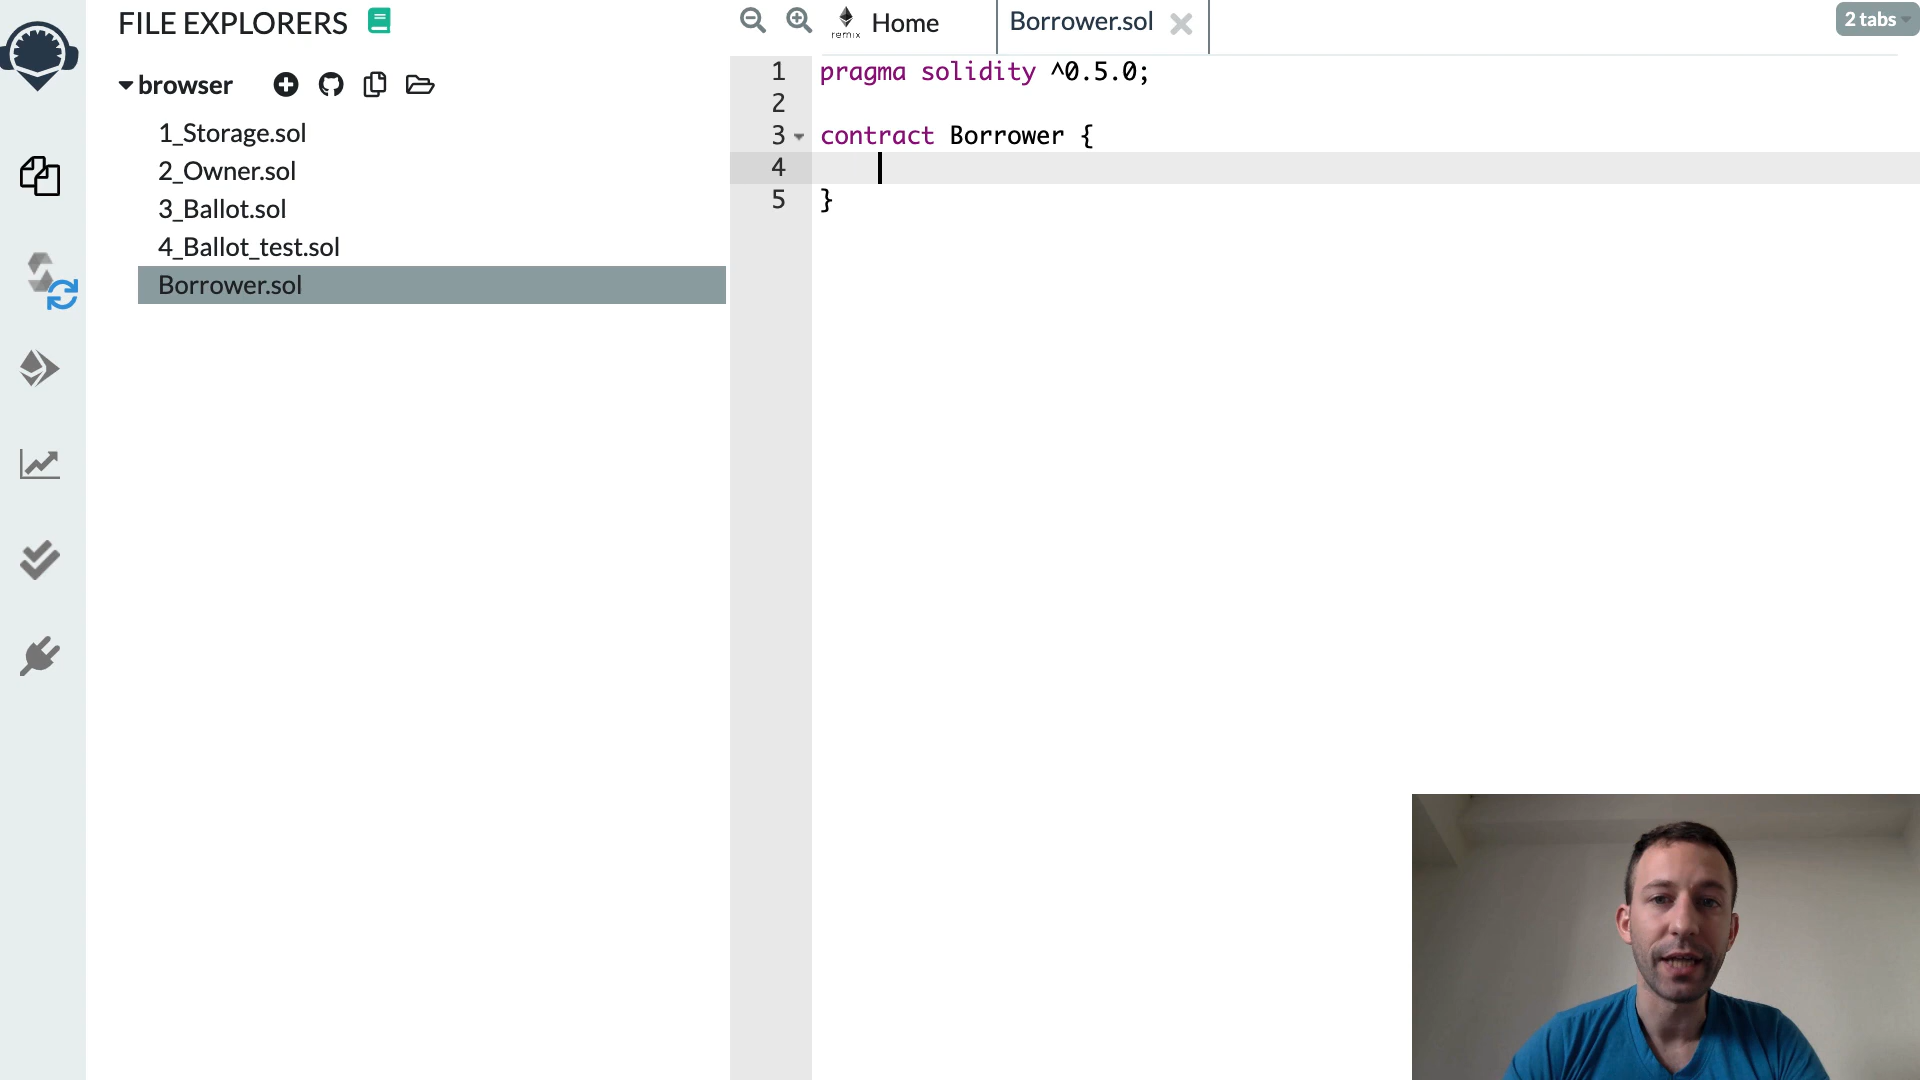 FILE EXPLORERS
browser
1_Storage.sol
2_Owner.sol
3_Ballot.sol
4_Ballot_test.sol
Borrower.sol
remix
Home
Borrower.sol
2 tabs
1 pragma solidity ^0.5.0;
2
3 contract Borrower {
4
5 }